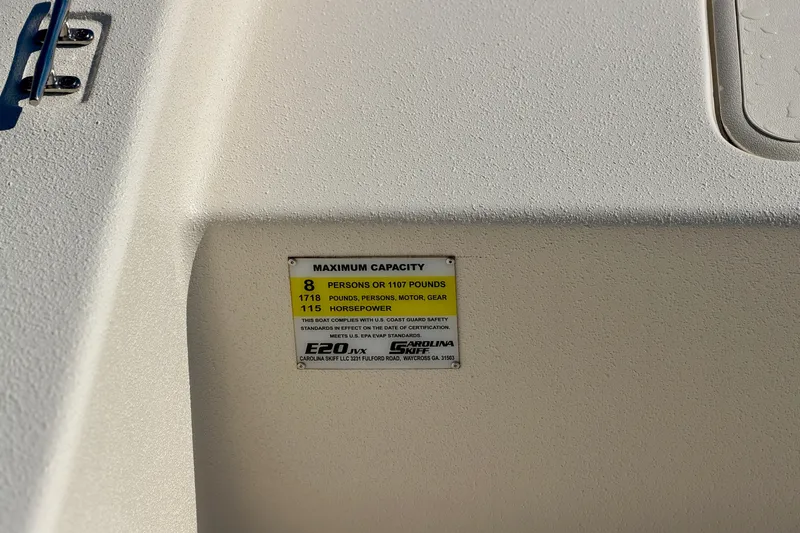 MAXIMUM CAPACITY
8 PERSONS OR 1107 POUNDS
1718 POUNDS, PERSONS, MOTOR, GEAR
115 HORSEPOWER
THIS BOAT COMPLIES WITH U.S. COAST GUARD SAFETY
STANDARDS IN EFFECT ON THE DATE OF CERTIFICATION.
MEETS U.S. EPA EVAP STANDARDS.
E20 JVX CAROLINA SKIFF
CAROLINA SKIFF LLC 3231 FULFORD ROAD, WAYCROSS GA. 31503